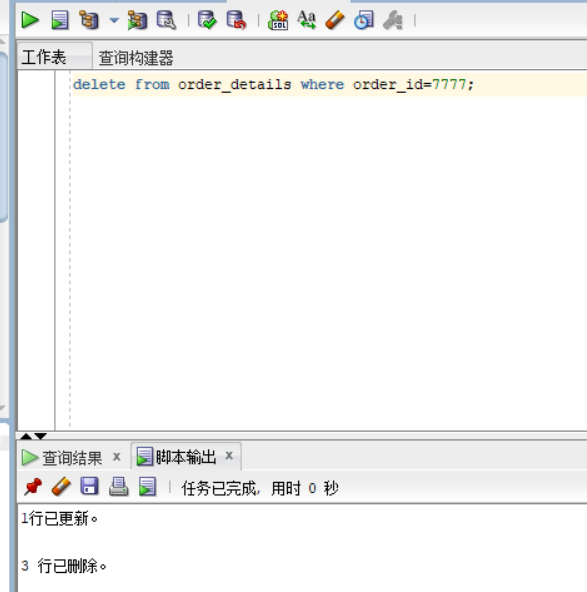 SQL
Aa
工作表 查询构建器
delete from order_details where order_id=7777;
查询结果 × 脚本输出 ×
任务已完成, 用时 0 秒
1行已更新。
3 行已删除。